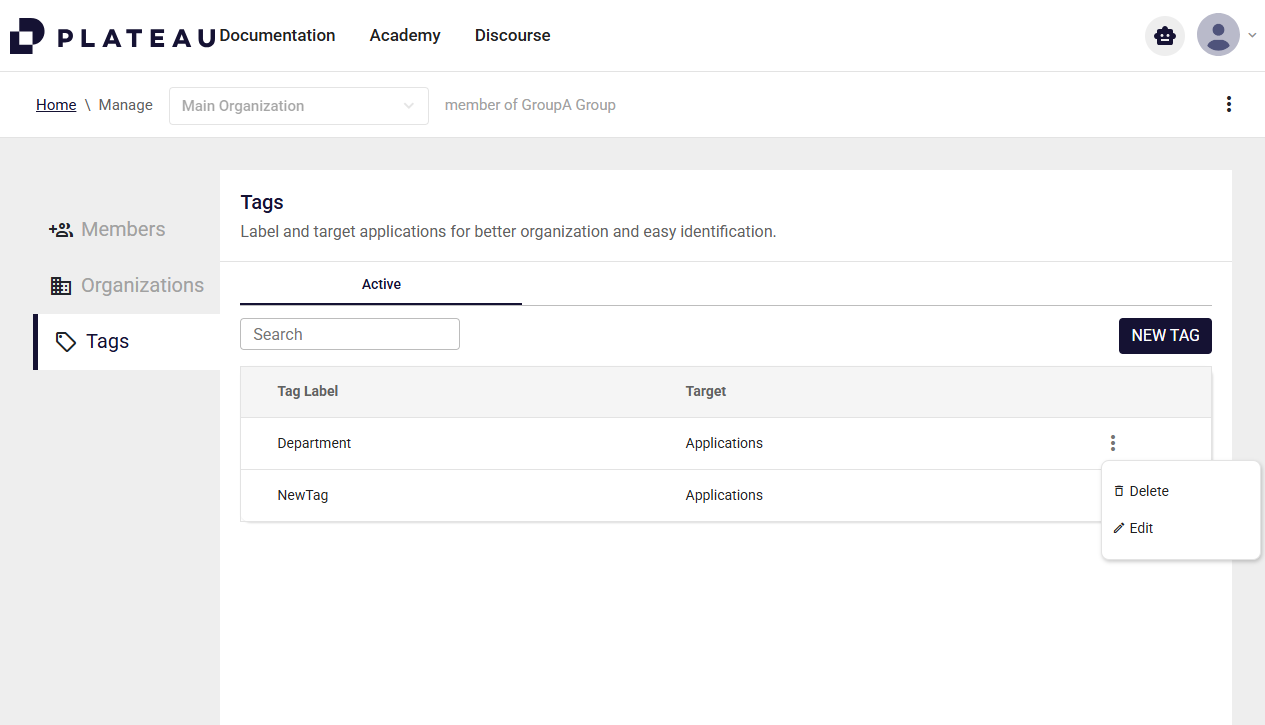 PLATEAU Documentation Academy Discourse
Home \ Manage Main Organization member of GroupA Group
Members
Organizations
Tags
Tags
Label and target applications for better organization and easy identification.
Active
Search
NEW TAG
Tag Label Target
Department Applications
NewTag Applications
Delete
Edit